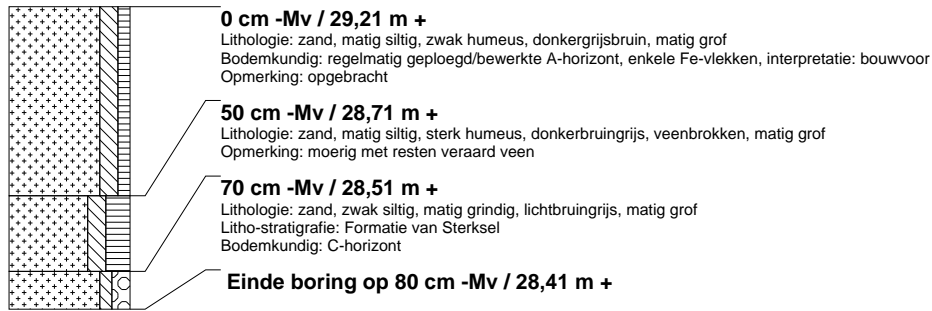 0 cm -Mv / 29,21 m +
Lithologie: zand, matig siltig, zwak humeus, donkergrijsbruin, matig grof
Bodemkundig: regelmatig geploegd/bewerkte A-horizont, enkele Fe-vlekken, interpretatie: bouwvoor
Opmerking: opgebracht
50 cm -Mv / 28,71 m +
Lithologie: zand, matig siltig, sterk humeus, donkerbruingrijs, veenbrokken, matig grof
Opmerking: moerig met resten veraard veen
70 cm -Mv / 28,51 m +
Lithologie: zand, zwak siltig, matig grindig, lichtbruingrijs, matig grof
Litho-stratigrafie: Formatie van Sterksel
Bodemkundig: C-horizont
Einde boring op 80 cm -Mv / 28,41 m +